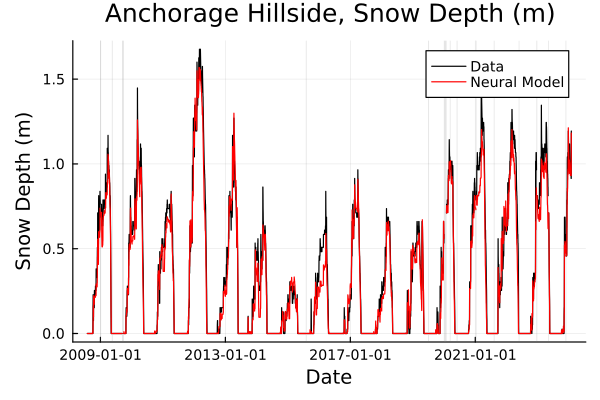 Anchorage Hillside, Snow Depth (m)
Data
Neural Model
Snow Depth (m)
1.5
1.0
0.5
0.0
2009-01-01
2013-01-01
2017-01-01
2021-01-01
Date